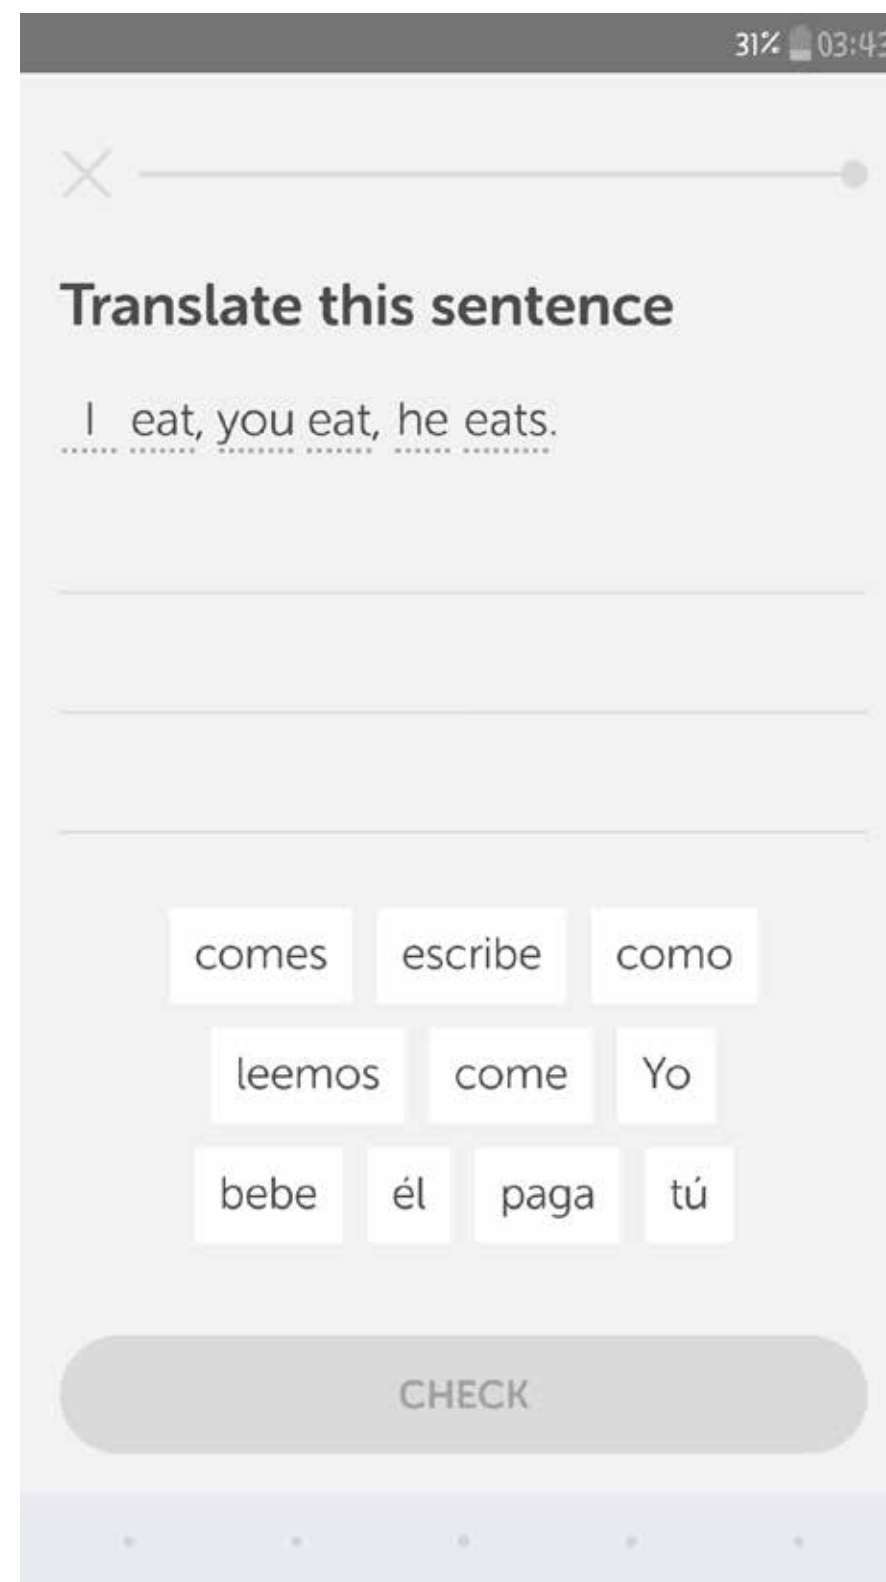 31% 03:43
Translate this sentence
I eat, you eat, he eats.
comes escribe como
leemos come Yo
bebe él paga tú
CHECK